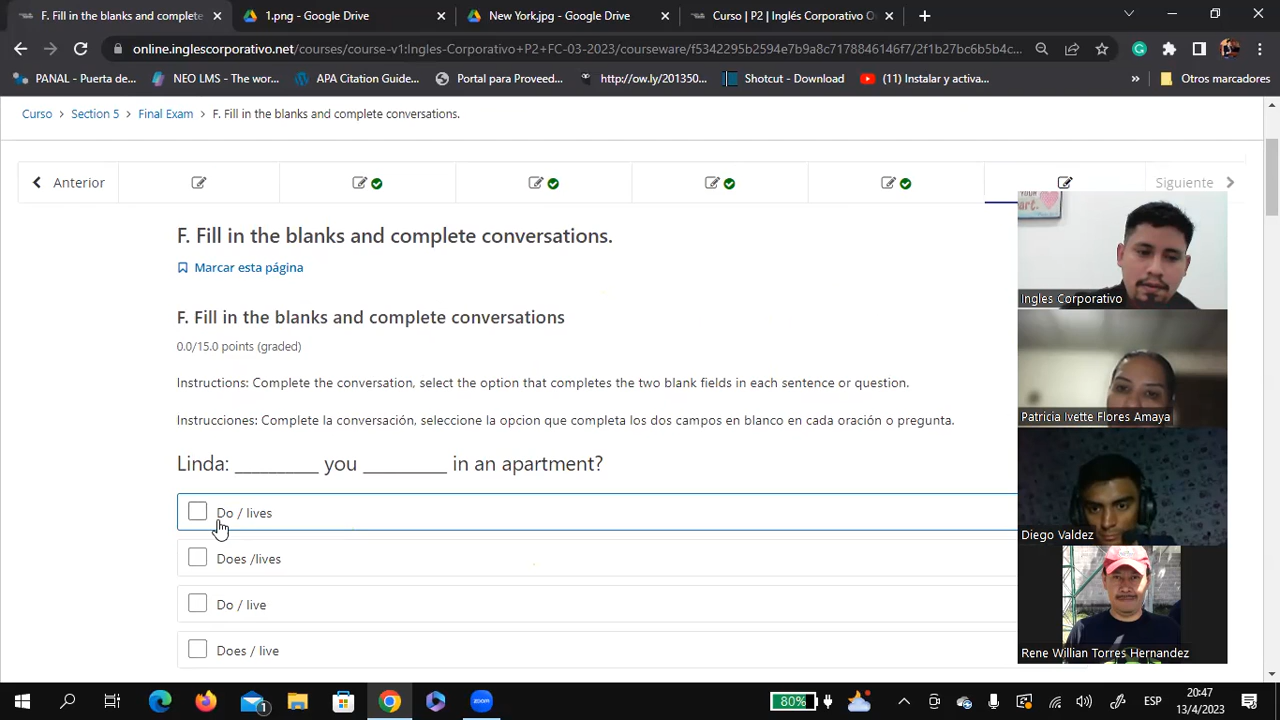 F. Fill in the blanks and complete
1.png - Google Drive
New York.jpg - Google Drive
Curso | P2 | Inglés Corporativo O
online.inglescorporativo.net/courses/course-v1:Ingles-Corporativo+P2+FC-03-2023/courseware/f5342295b2594e7b9a8c7178846146f7/2f1b27bc6b5b4c...
PANAL - Puerta de...
NEO LMS - The wor...
APA Citation Guide...
Portal para Proveed...
http://ow.ly/201350...
Shotcut - Download
(11) Instalar y activa...
»
Otros marcadores
Curso > Section 5 > Final Exam > F. Fill in the blanks and complete conversations.
Anterior
Siguiente
F. Fill in the blanks and complete conversations.
Marcar esta página
F. Fill in the blanks and complete conversations
0.0/15.0 points (graded)
Instructions: Complete the conversation, select the option that completes the two blank fields in each sentence or question.
Instrucciones: Complete la conversación, seleccione la opcion que completa los dos campos en blanco en cada oración o pregunta.
Linda: __________ you __________ in an apartment?
Do / lives
Does /lives
Do / live
Does / live
Ingles Corporativo
Patricia Ivette Flores Amaya
Diego Valdez
Rene Willian Torres Hernandez
80%
ESP
20:47
13/4/2023